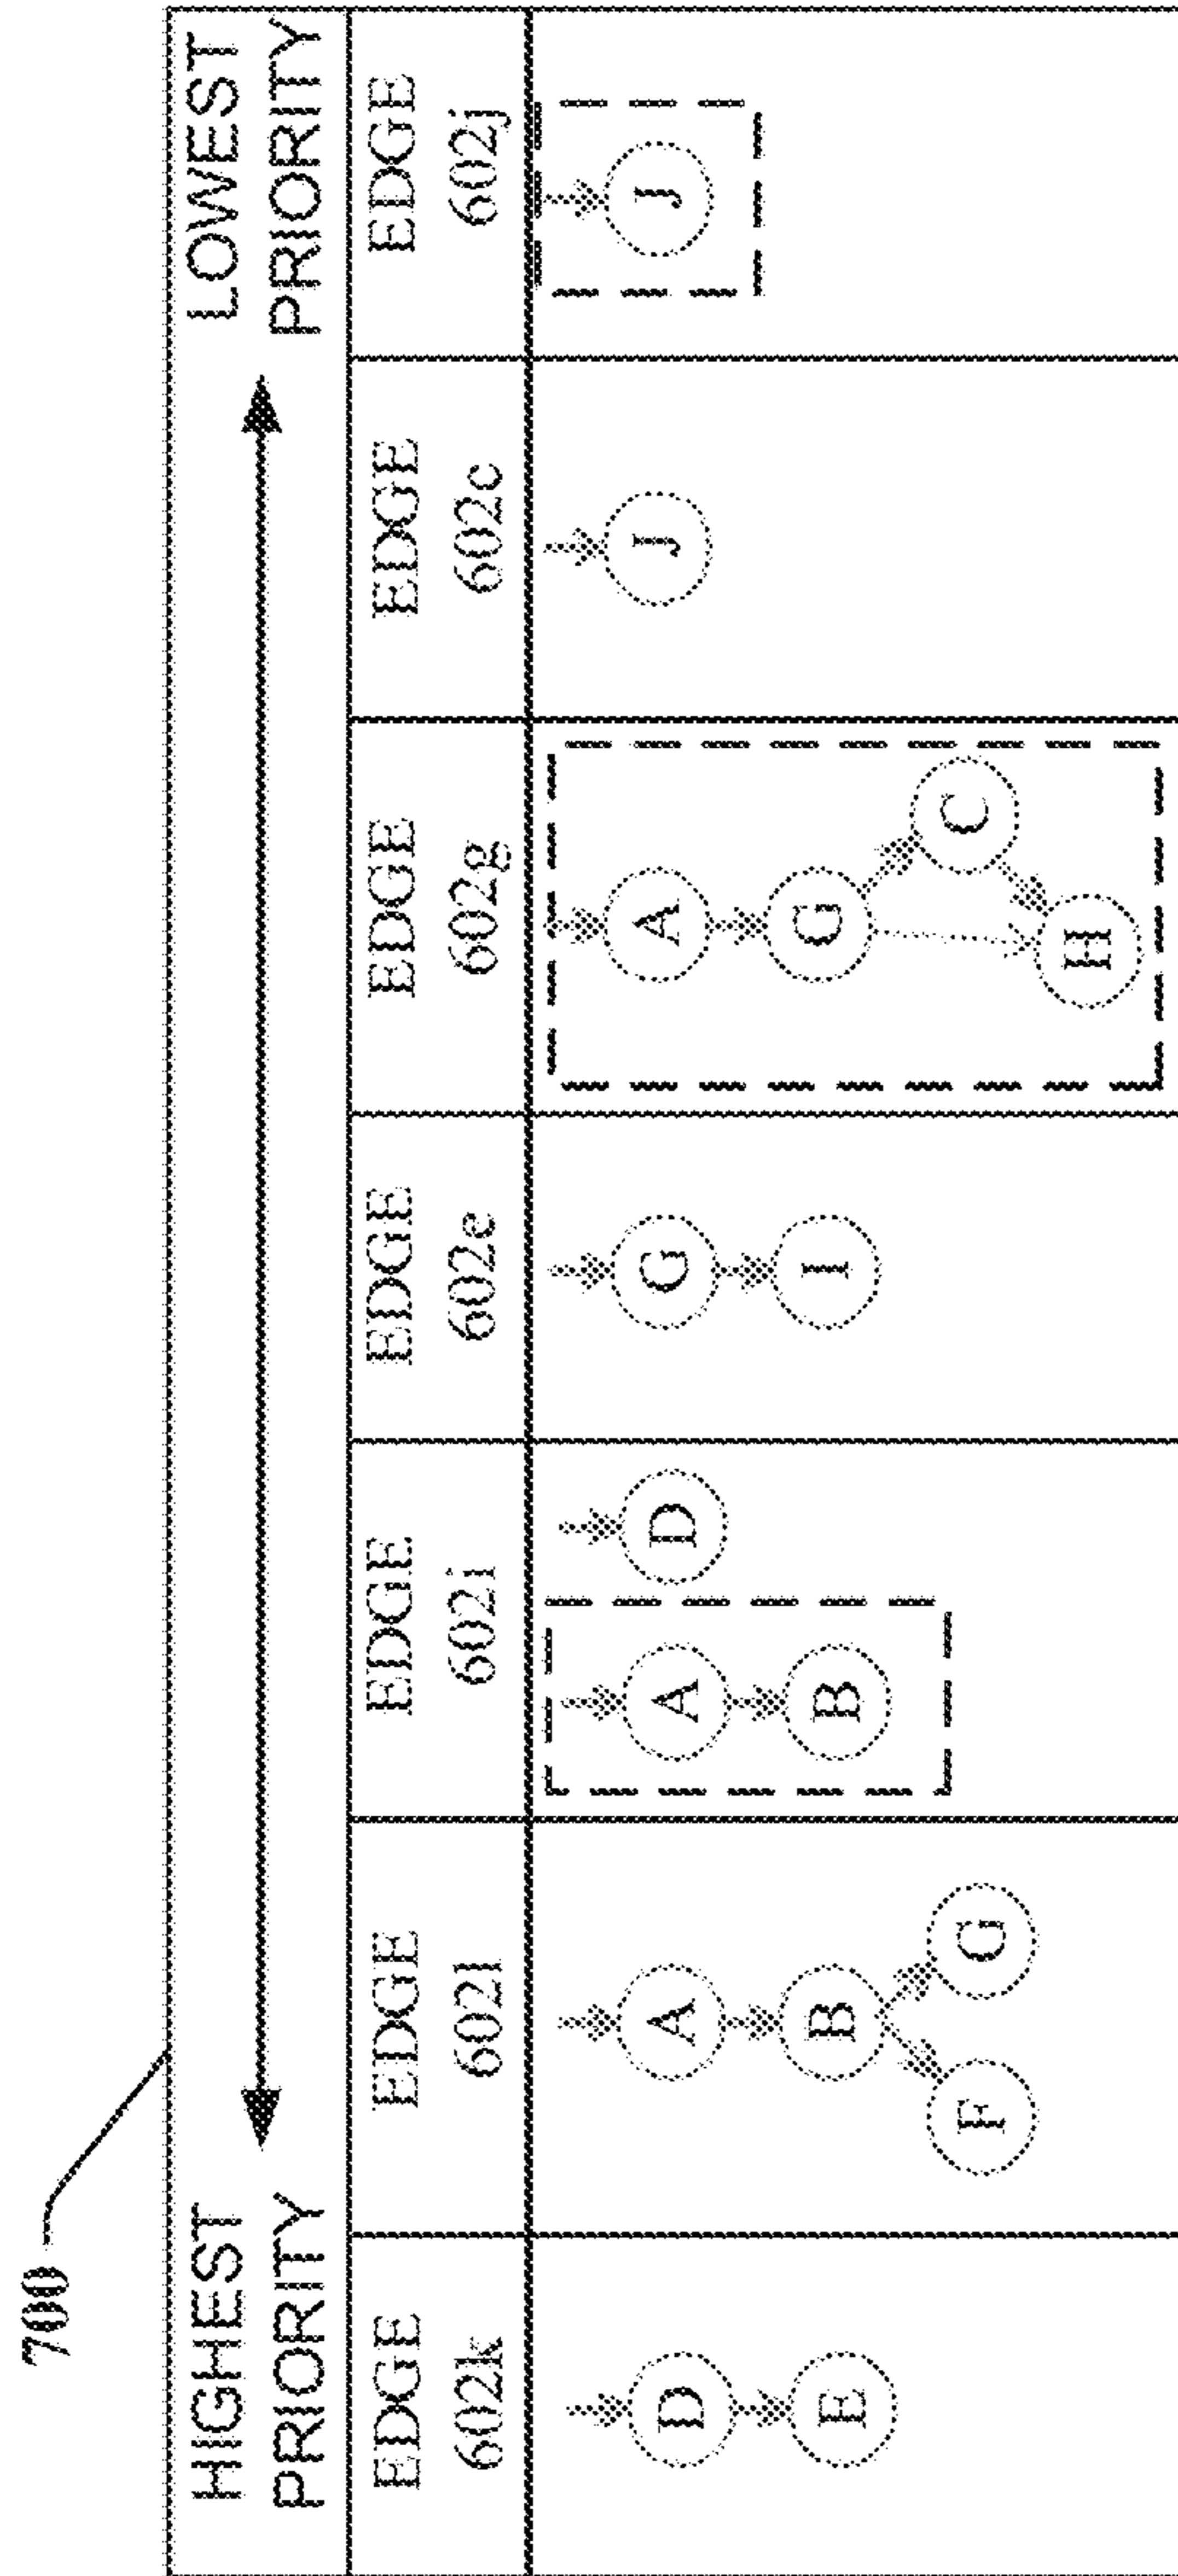 700
HIGHEST
PRIORITY
LOWEST
PRIORITY
EDGE
602k
EDGE
602l
EDGE
602i
EDGE
602e
EDGE
602g
EDGE
602c
EDGE
602j
D
E
A
B
F
G
A
B
D
G
I
A
G
C
H
J
J